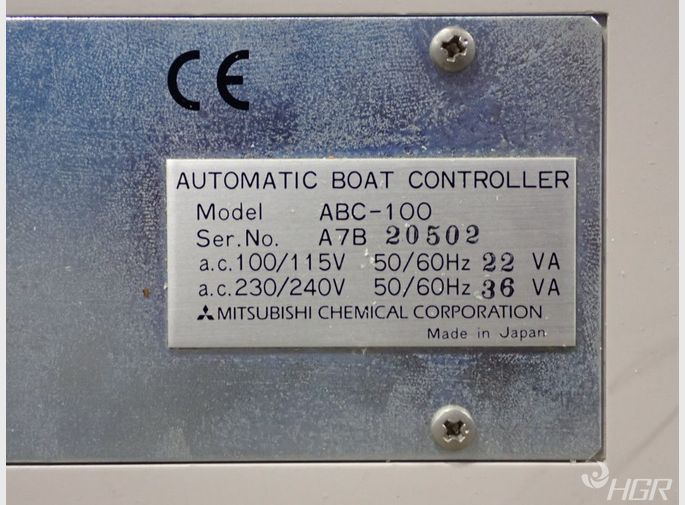 CE
AUTOMATIC BOAT CONTROLLER
Model ABC-100
Ser.No. A7B 20502
a.c.100/115V 50/60Hz 22 VA
a.c.230/240V 50/60Hz 36 VA
MITSUBISHI CHEMICAL CORPORATION
Made in Japan
HGR